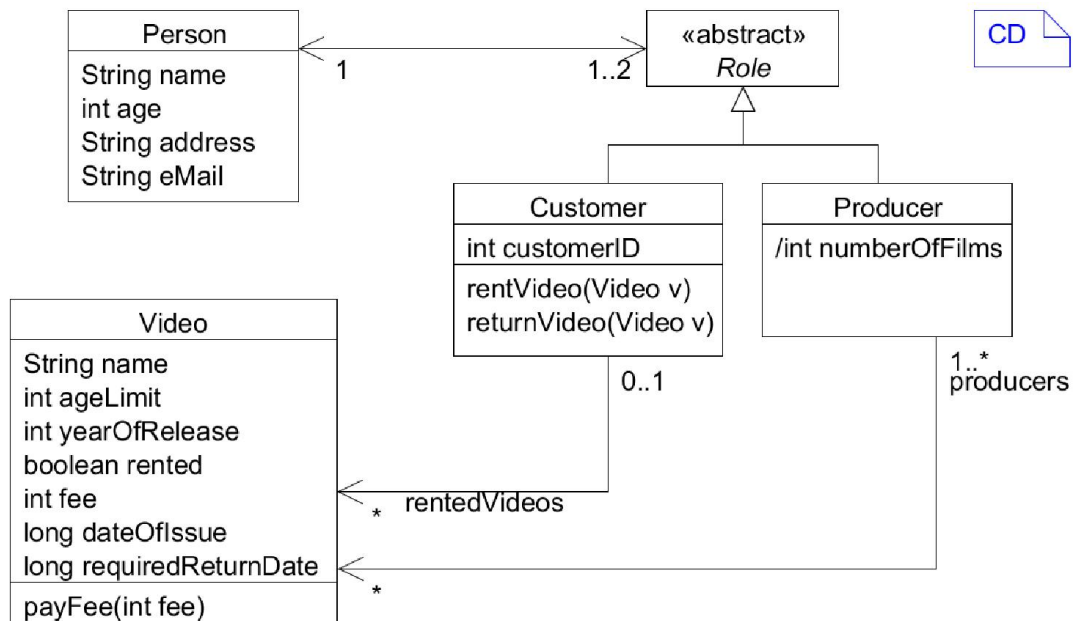 Person
String name
int age
String address
String eMail
1
1..2
«abstract»
Role
CD
Customer
int customerID
rentVideo(Video v)
returnVideo(Video v)
Producer
/int numberOfFilms
0..1
1..*
producers
Video
String name
int ageLimit
int yearOfRelease
boolean rented
int fee
long dateOfIssue
long requiredReturnDate
payFee(int fee)
* rentedVideos
*